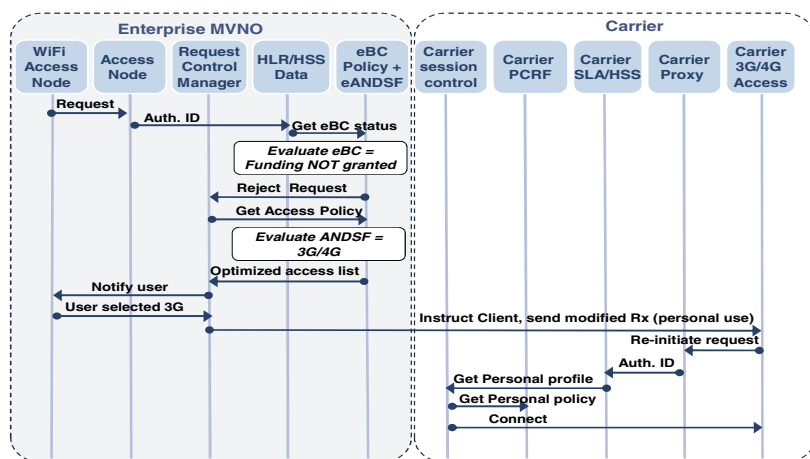 Enterprise MVNO
Carrier
WiFi
Access
Node
Access
Node
Request
Control
Manager
HLR/HSS
Data
eBC
Policy +
eANDSF
Carrier
session
control
Carrier
PCRF
Carrier
SLA/HSS
Carrier
Proxy
Carrier
3G/4G
Access
Request
Auth. ID
Get eBC status
Evaluate eBC =
Funding NOT granted
Reject Request
Get Access Policy
Evaluate ANDSF =
3G/4G
Optimized access list
Notify user
User selected 3G
Instruct Client, send modified Rx (personal use)
Re-initiate request
Auth. ID
Get Personal profile
Get Personal policy
Connect